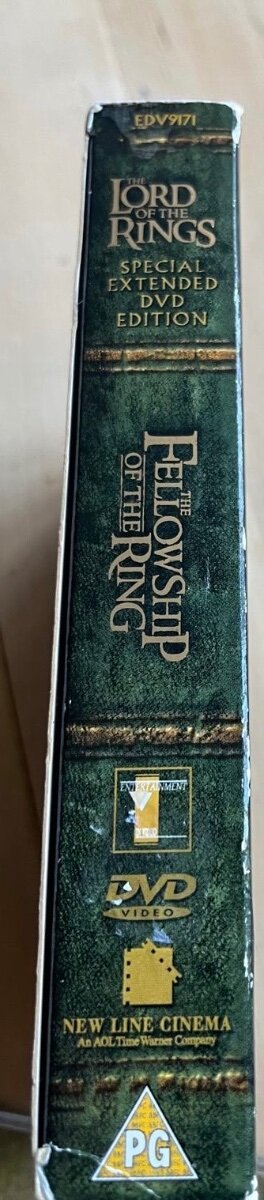 EDV9171
THE
LORD
OF THE
RINGS
SPECIAL
EXTENDED
DVD
EDITION
THE
FELLOWSHIP
OF THE RING
ENTERTAINMENT
DVD
VIDEO
NEW LINE CINEMA
An AOL Time Warner Company
PG